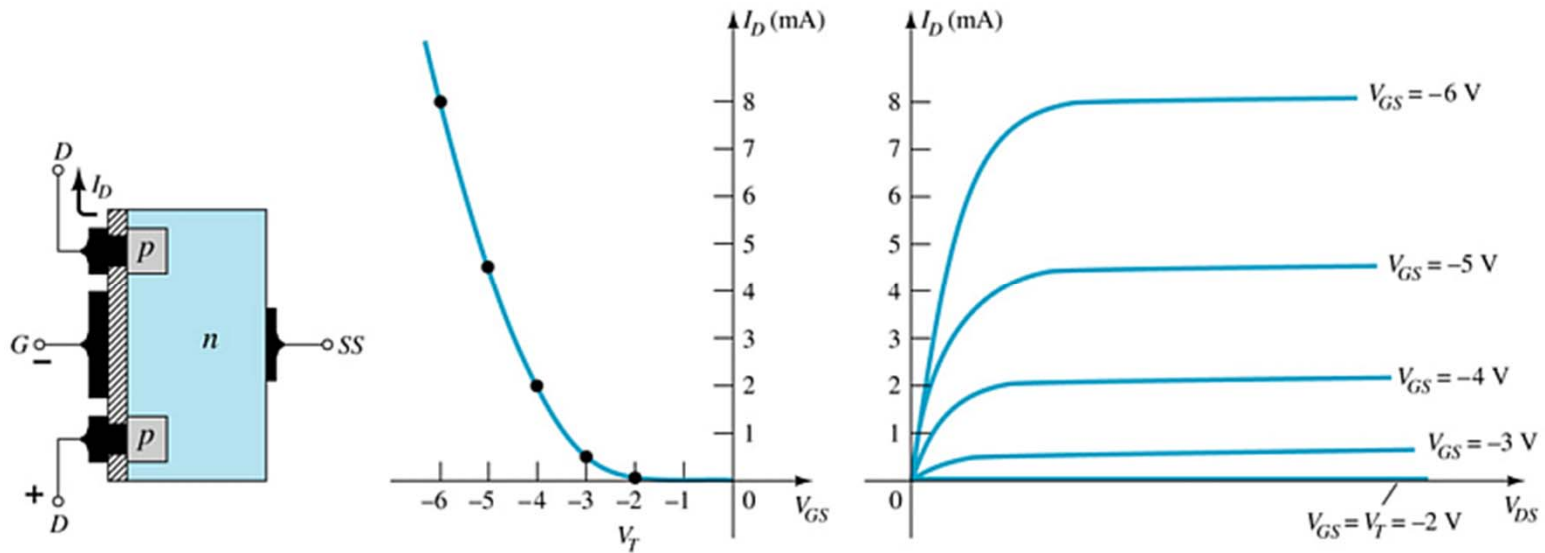 D
I_D
p
n
G
–
SS
p
+
D
I_D (mA)
8
7
6
5
4
3
2
1
–6 –5 –4 –3 –2 –1 0
V_T
V_GS
I_D (mA)
8
7
6
5
4
3
2
1
0
V_GS = –6 V
V_GS = –5 V
V_GS = –4 V
V_GS = –3 V
V_GS = V_T = –2 V
V_DS